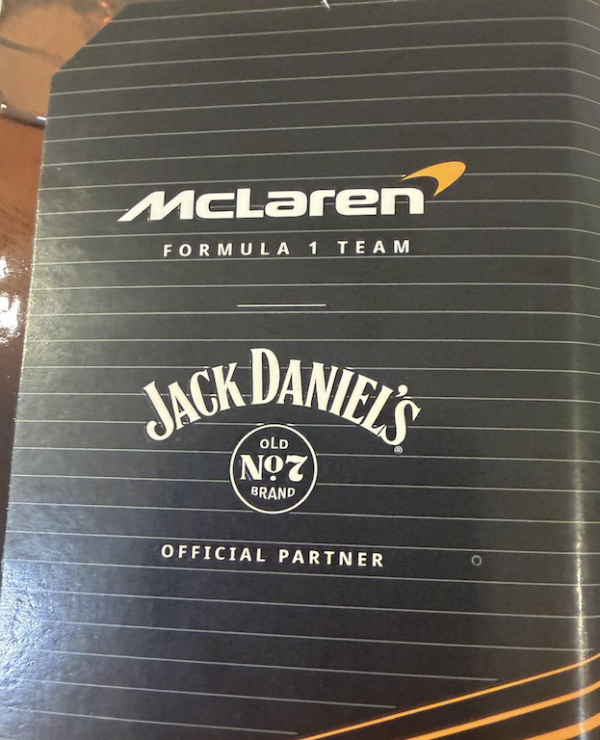 McLaren
FORMULA 1 TEAM
JACK DANIEL'S
®
OLD
Nº7
BRAND
OFFICIAL PARTNER